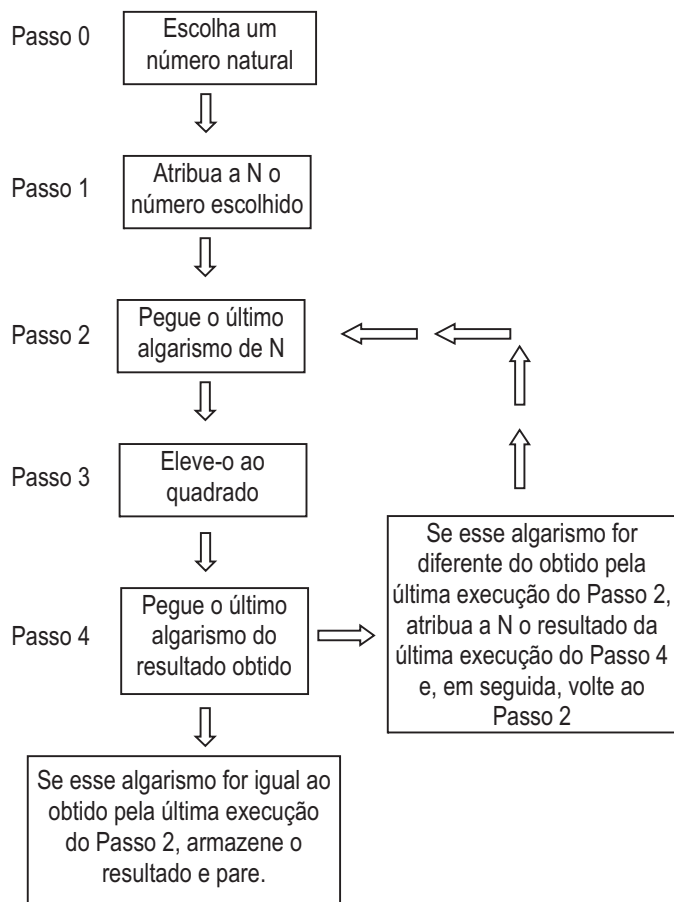 Passo 0
Escolha um
número natural
Passo 1
Atribua a N o
número escolhido
Passo 2
Pegue o último
algarismo de N
Passo 3
Eleve-o ao
quadrado
Passo 4
Pegue o último
algarismo do
resultado obtido
Se esse algarismo for
diferente do obtido pela
última execução do Passo 2,
atribua a N o resultado da
última execução do Passo 4
e, em seguida, volte ao
Passo 2
Se esse algarismo for igual ao
obtido pela última execução
do Passo 2, armazene o
resultado e pare.